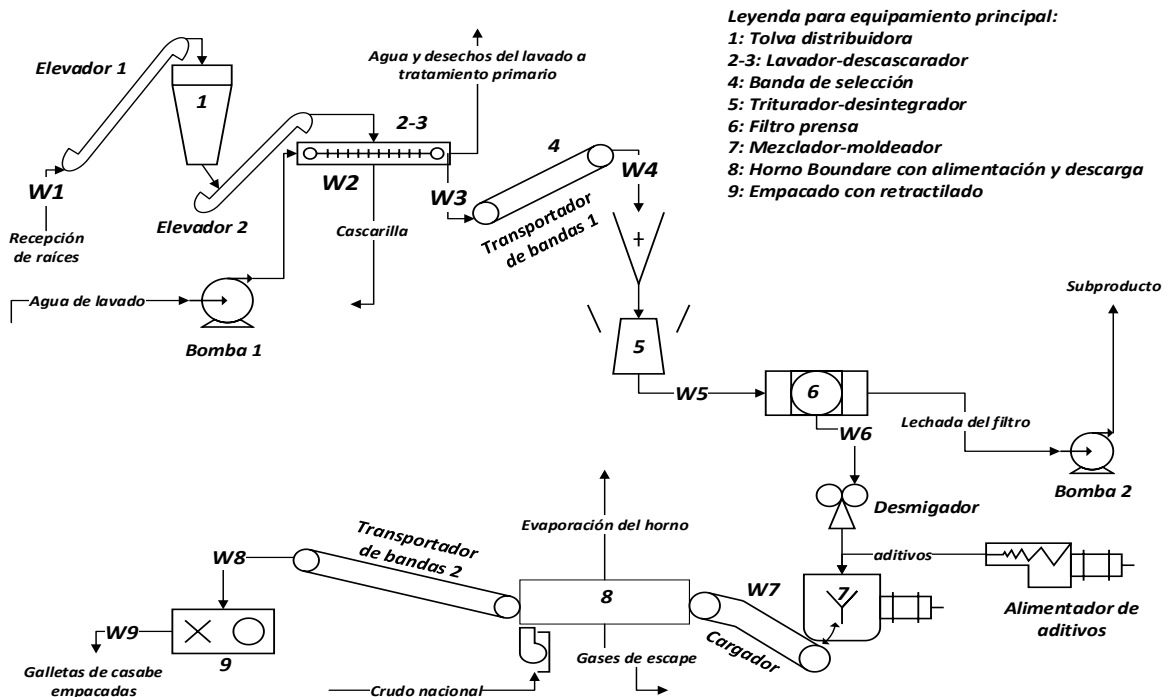 Leyenda para equipamiento principal:
1: Tolva distribuidora
2-3: Lavador-descascarador
4: Banda de selección
5: Triturador-desintegrador
6: Filtro prensa
7: Mezclador-moldeador
8: Horno Boundare con alimentación y descarga
9: Empacado con retractilado
Elevador 1
1
Agua y desechos del lavado a
tratamiento primario
2-3
4
W1
W2
W3
W4
Recepción
de raíces
Elevador 2
Cascarilla
Transportador
de bandas 1
Agua de lavado
Bomba 1
5
Subproducto
W5
6
W6
Lechada del filtro
Bomba 2
Desmigador
Evaporación del horno
aditivos
Transportador
de bandas 2
W8
8
W7
7
Cargador
Alimentador de
aditivos
W9
9
Galletas de casabe
empacadas
Gases de escape
Crudo nacional